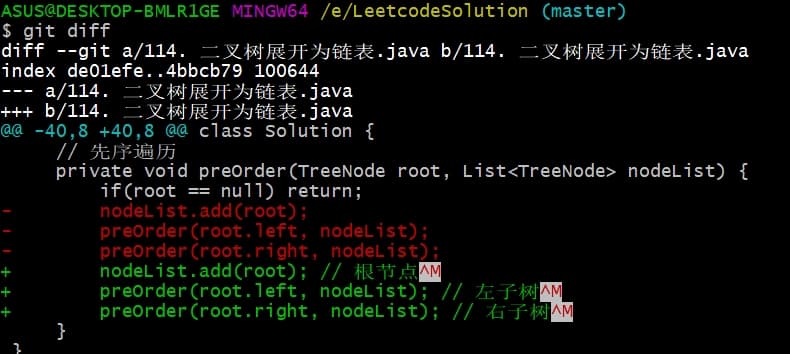 ASUS@DESKTOP-BMLR1GE MINGW64 /e/LeetcodeSolution (master)
$ git diff
diff --git a/114. 二叉树展开为链表.java b/114. 二叉树展开为链表.java
index de01efe..4bbcb79 100644
--- a/114. 二叉树展开为链表.java
+++ b/114. 二叉树展开为链表.java
@@ -40,8 +40,8 @@ class Solution {
     // 先序遍历
     private void preOrder(TreeNode root, List<TreeNode> nodeList) {
         if(root == null) return;
-        nodeList.add(root);
-        preOrder(root.left, nodeList);
-        preOrder(root.right, nodeList);
+        nodeList.add(root); // 根节点^M
+        preOrder(root.left, nodeList); // 左子树^M
+        preOrder(root.right, nodeList); // 右子树^M
     }
 }